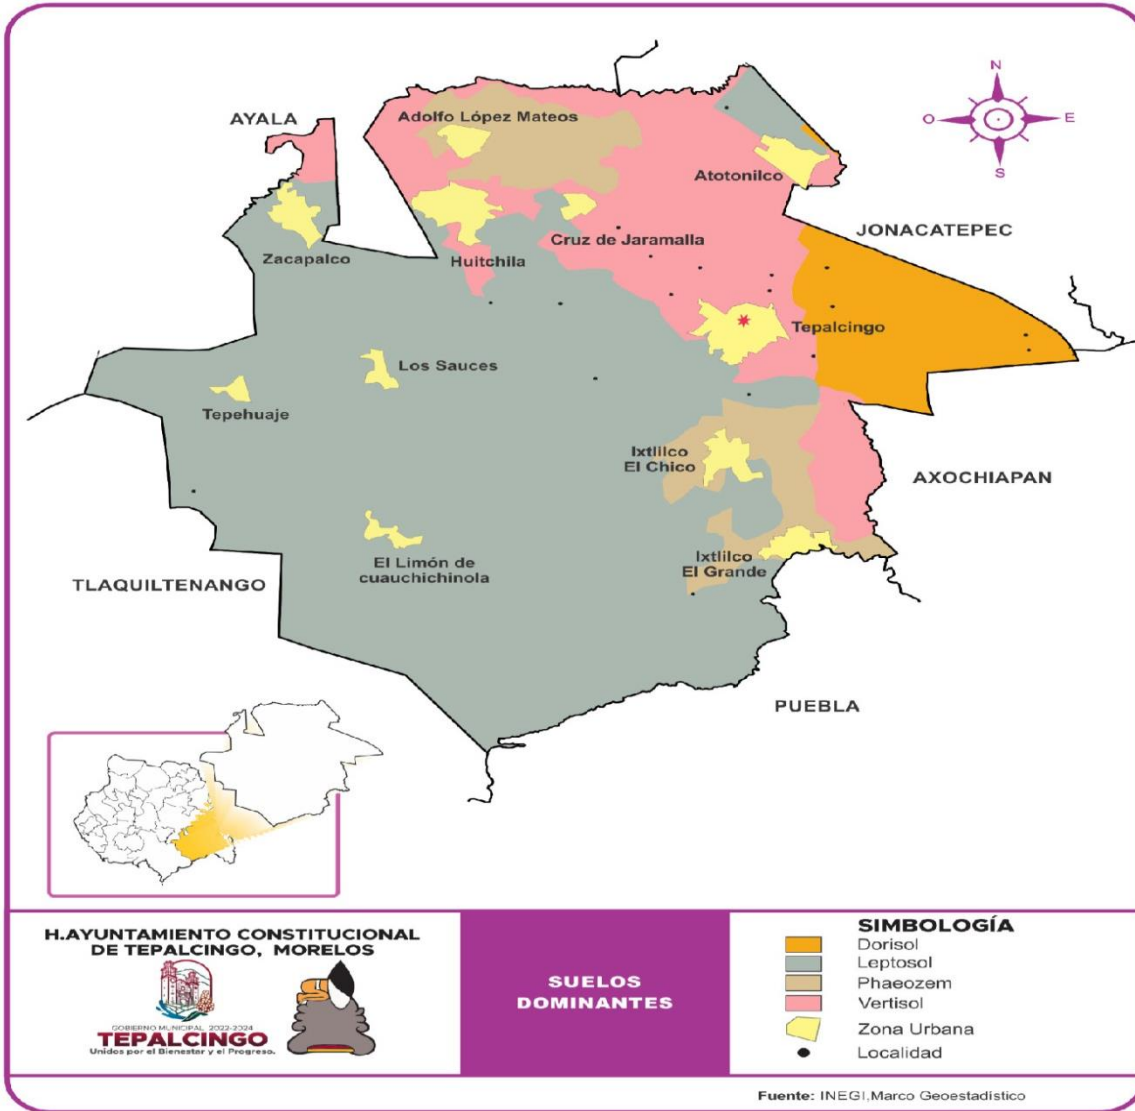 N
O
E
S
AYALA
Adolfo López Mateos
Atotonilco
JONACATEPEC
Zacapalco
Huitchila
Cruz de Jaramalla
Tepalcingo
Los Sauces
Tepehuaje
Ixtlilco
El Chico
AXOCHIAPAN
El Limón de
cuauchichinola
Ixtlilco
El Grande
TLAQUILTENANGO
PUEBLA
H.AYUNTAMIENTO CONSTITUCIONAL
DE TEPALCINGO, MORELOS
GOBIERNO MUNICIPAL 2022-2024
TEPALCINGO
Unidos por el Bienestar y el Progreso.
SUELOS
DOMINANTES
SIMBOLOGÍA
Dorisol
Leptosol
Phaeozem
Vertisol
Zona Urbana
Localidad
Fuente: INEGI,Marco Geoestadístico